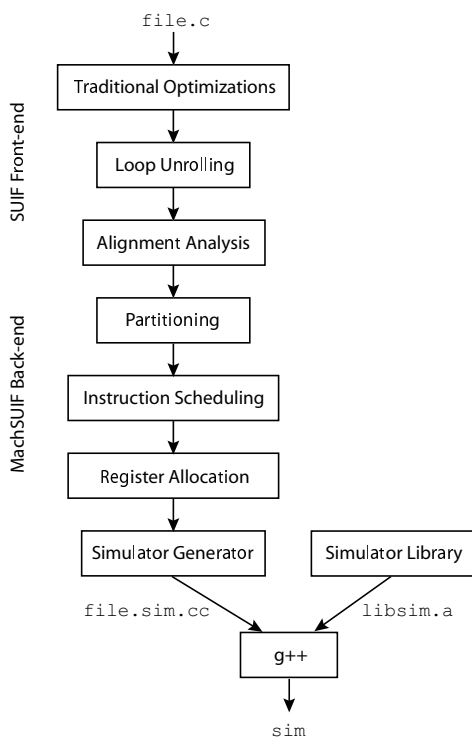 file.c
Traditional Optimizations
SUIF Front-end
Loop Unrolling
Alignment Analysis
Partitioning
MachSUIF Back-end
Instruction Scheduling
Register Allocation
Simulator Generator
Simulator Library
file.sim.cc
libsim.a
g++
sim